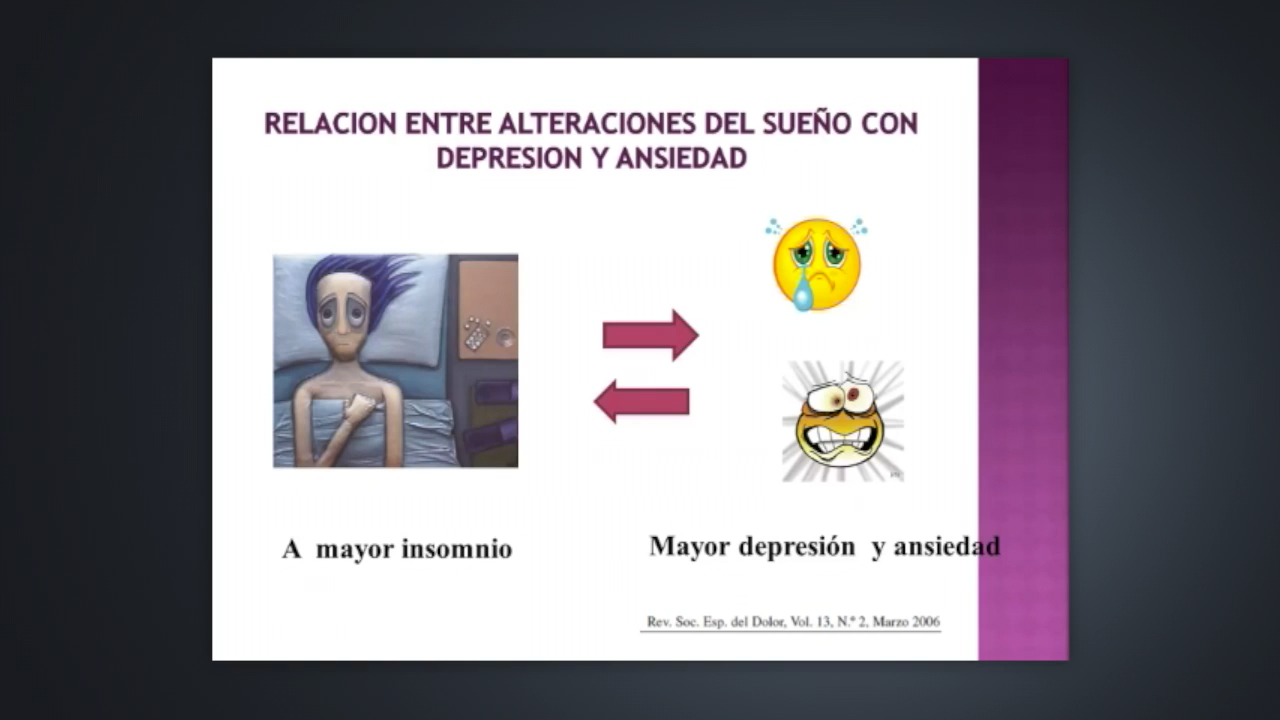 RELACION ENTRE ALTERACIONES DEL SUEÑO CON
DEPRESION Y ANSIEDAD
A mayor insomnio
Mayor depresión y ansiedad
Rev. Soc. Esp. del Dolor, Vol. 13, N.º 2, Marzo 2006